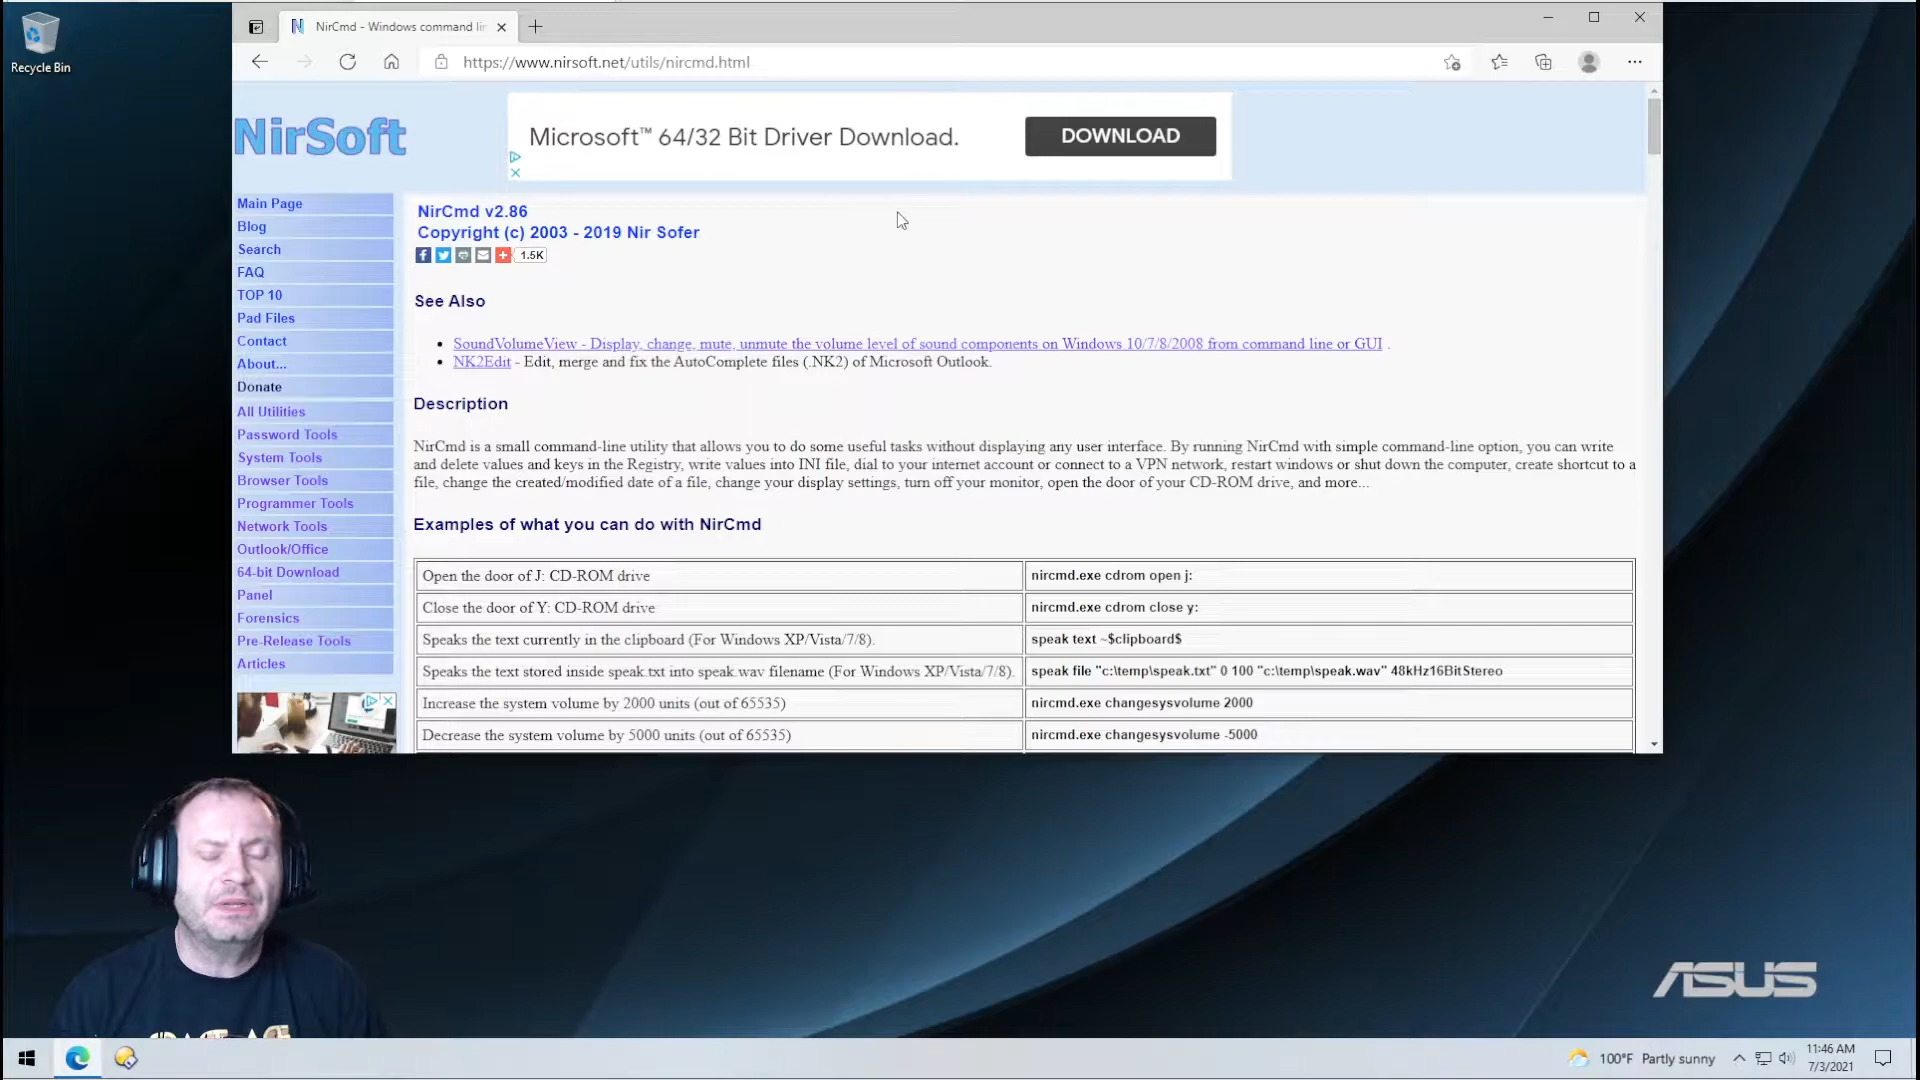 Recycle Bin
NirCmd - Windows command lin
https://www.nirsoft.net/utils/nircmd.html
NirSoft
Microsoft™ 64/32 Bit Driver Download.
DOWNLOAD
Main Page
Blog
Search
FAQ
TOP 10
Pad Files
Contact
About...
Donate
All Utilities
Password Tools
System Tools
Browser Tools
Programmer Tools
Network Tools
Outlook/Office
64-bit Download
Panel
Forensics
Pre-Release Tools
Articles
NirCmd v2.86
Copyright (c) 2003 - 2019 Nir Sofer
1.5K
See Also
SoundVolumeView - Display, change, mute, unmute the volume level of sound components on Windows 10/7/8/2008 from command line or GUI .
NK2Edit - Edit, merge and fix the AutoComplete files (.NK2) of Microsoft Outlook.
Description
NirCmd is a small command-line utility that allows you to do some useful tasks without displaying any user interface. By running NirCmd with simple command-line option, you can write
and delete values and keys in the Registry, write values into INI file, dial to your internet account or connect to a VPN network, restart windows or shut down the computer, create shortcut to a
file, change the created/modified date of a file, change your display settings, turn off your monitor, open the door of your CD-ROM drive, and more...
Examples of what you can do with NirCmd
Open the door of J: CD-ROM drive nircmd.exe cdrom open j:
Close the door of Y: CD-ROM drive nircmd.exe cdrom close y:
Speaks the text currently in the clipboard (For Windows XP/Vista/7/8). speak text ~$clipboard$
Speaks the text stored inside speak.txt into speak.wav filename (For Windows XP/Vista/7/8). speak file "c:\temp\speak.txt" 0 100 "c:\temp\speak.wav" 48kHz16BitStereo
Increase the system volume by 2000 units (out of 65535) nircmd.exe changesysvolume 2000
Decrease the system volume by 5000 units (out of 65535) nircmd.exe changesysvolume -5000
ASUS
100°F Partly sunny
11:46 AM
7/3/2021